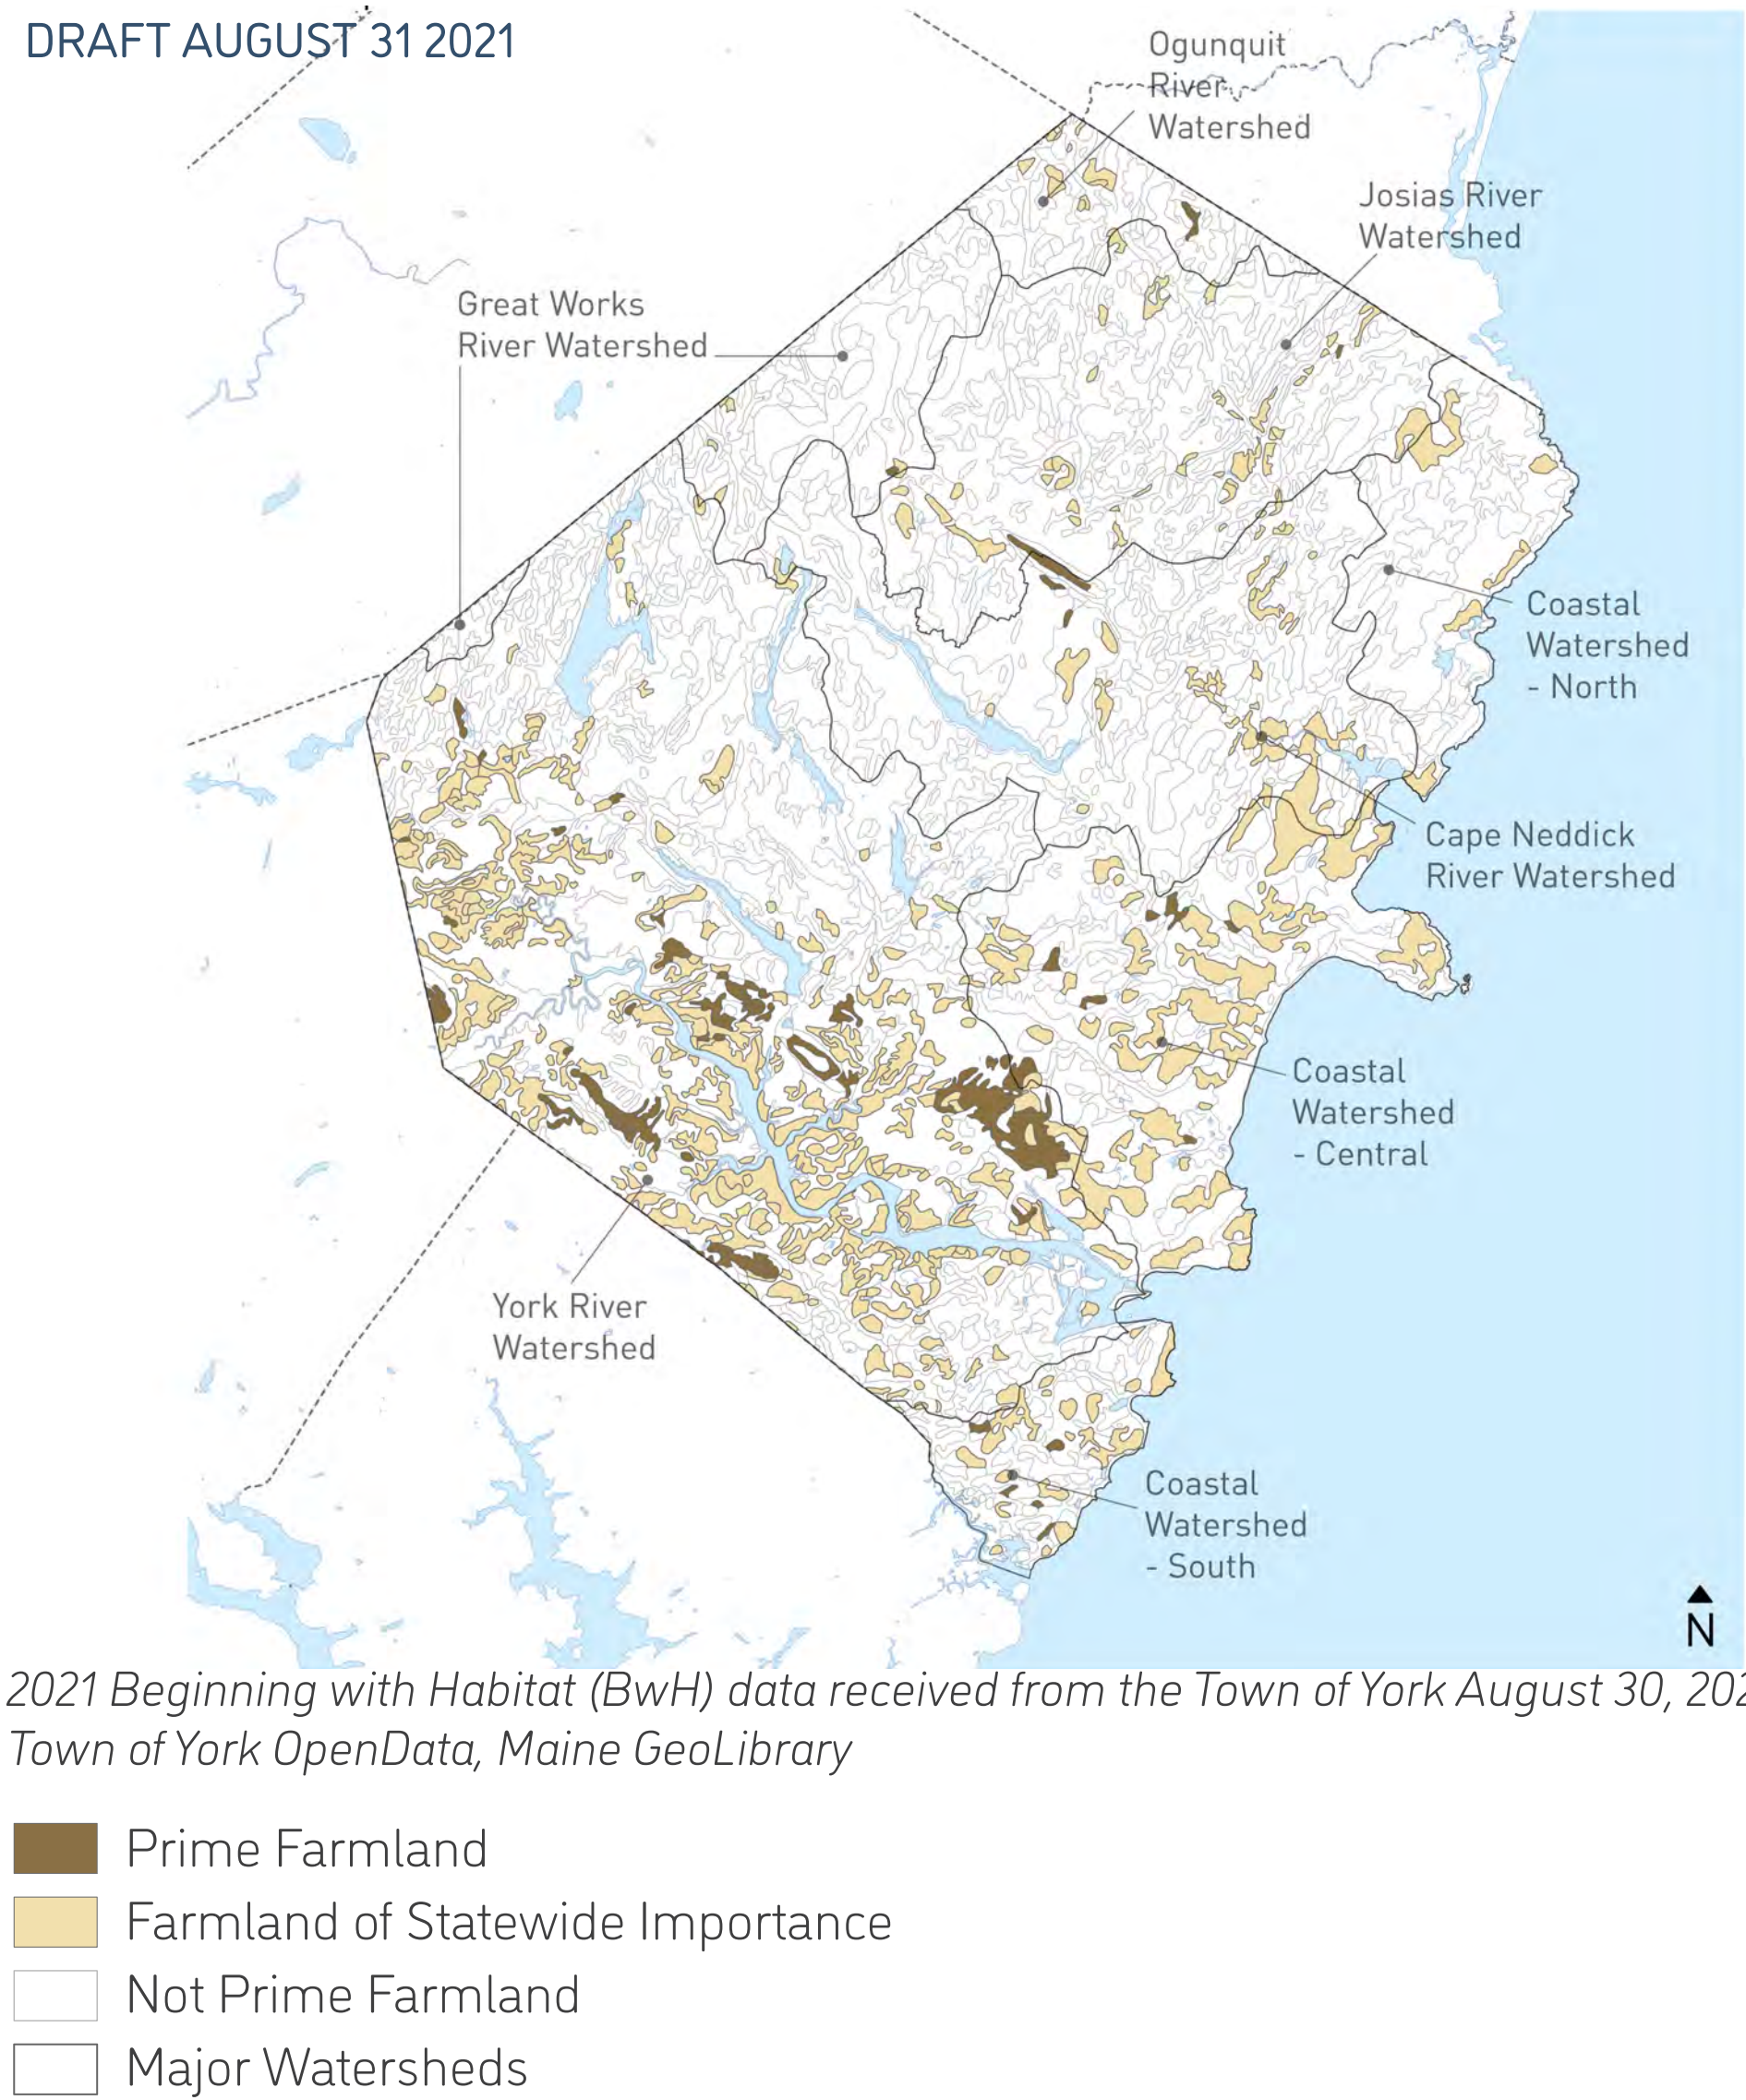 DRAFT AUGUST 31 2021
Ogunquit
River
Watershed
Josias River
Watershed
Great Works
River Watershed
Coastal
Watershed
- North
Cape Neddick
River Watershed
Coastal
Watershed
- Central
York River
Watershed
Coastal
Watershed
- South
N
2021 Beginning with Habitat (BwH) data received from the Town of York August 30, 202
Town of York OpenData, Maine GeoLibrary
Prime Farmland
Farmland of Statewide Importance
Not Prime Farmland
Major Watersheds